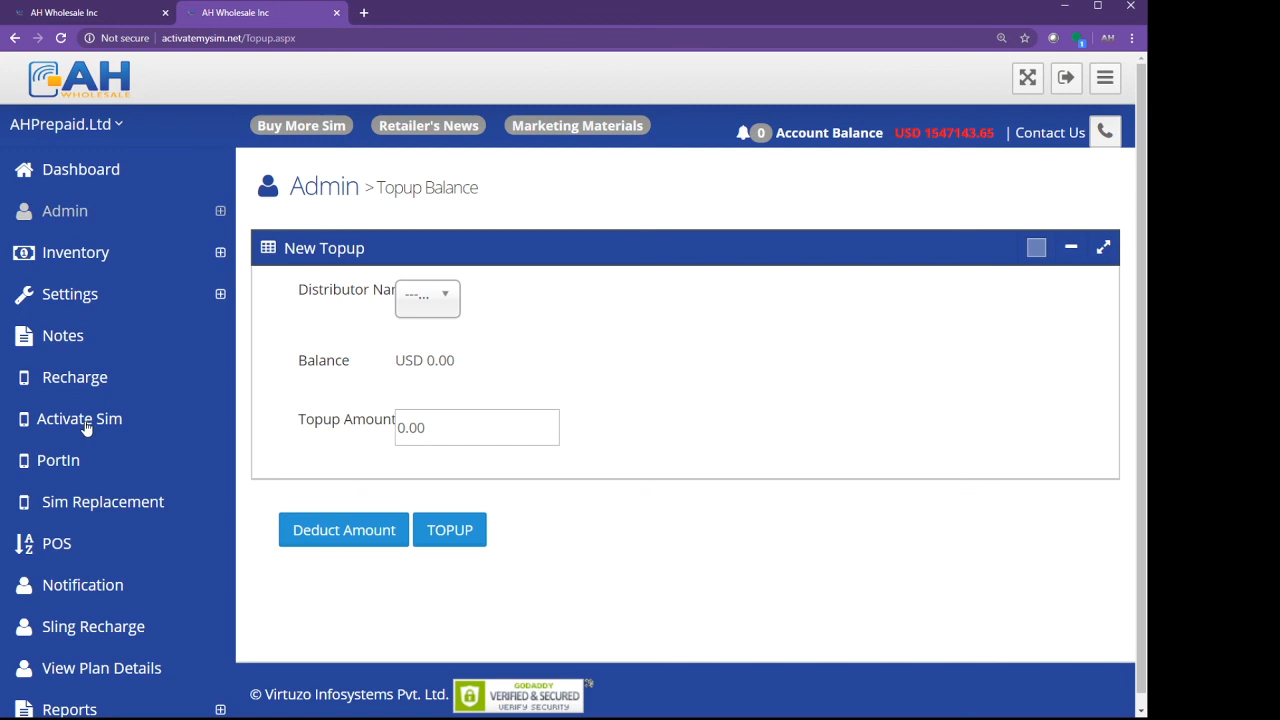 AH Wholesale Inc
AH Wholesale Inc
Not secure | activatemysim.net/Topup.aspx
AH
1
AH
WHOLESALE
AHPrepaid.Ltd
Buy More Sim
Retailer's News
Marketing Materials
0 Account Balance USD 1547143.65 | Contact Us
Dashboard
Admin
Inventory
Settings
Notes
Recharge
Activate Sim
PortIn
Sim Replacement
POS
Notification
Sling Recharge
View Plan Details
Reports
Admin > Topup Balance
New Topup
Distributor Nar
---...
Balance USD 0.00
Topup Amount 0.00
Deduct Amount
TOPUP
© Virtuzo Infosystems Pvt. Ltd.
GODADDY
VERIFIED & SECURED
VERIFY SECURITY